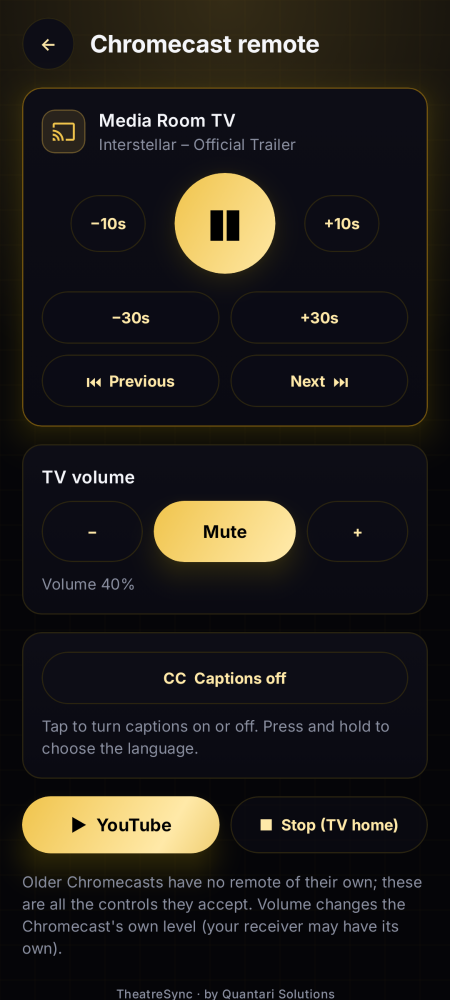 Chromecast remote
Media Room TV
Interstellar – Official Trailer
−10s
+10s
−30s
+30s
Previous
Next
TV volume
−
Mute
+
Volume 40%
CC Captions off
Tap to turn captions on or off. Press and hold to
choose the language.
YouTube
Stop (TV home)
Older Chromecasts have no remote of their own; these
are all the controls they accept. Volume changes the
Chromecast's own level (your receiver may have its
own).
TheatreSync · by Quantari Solutions